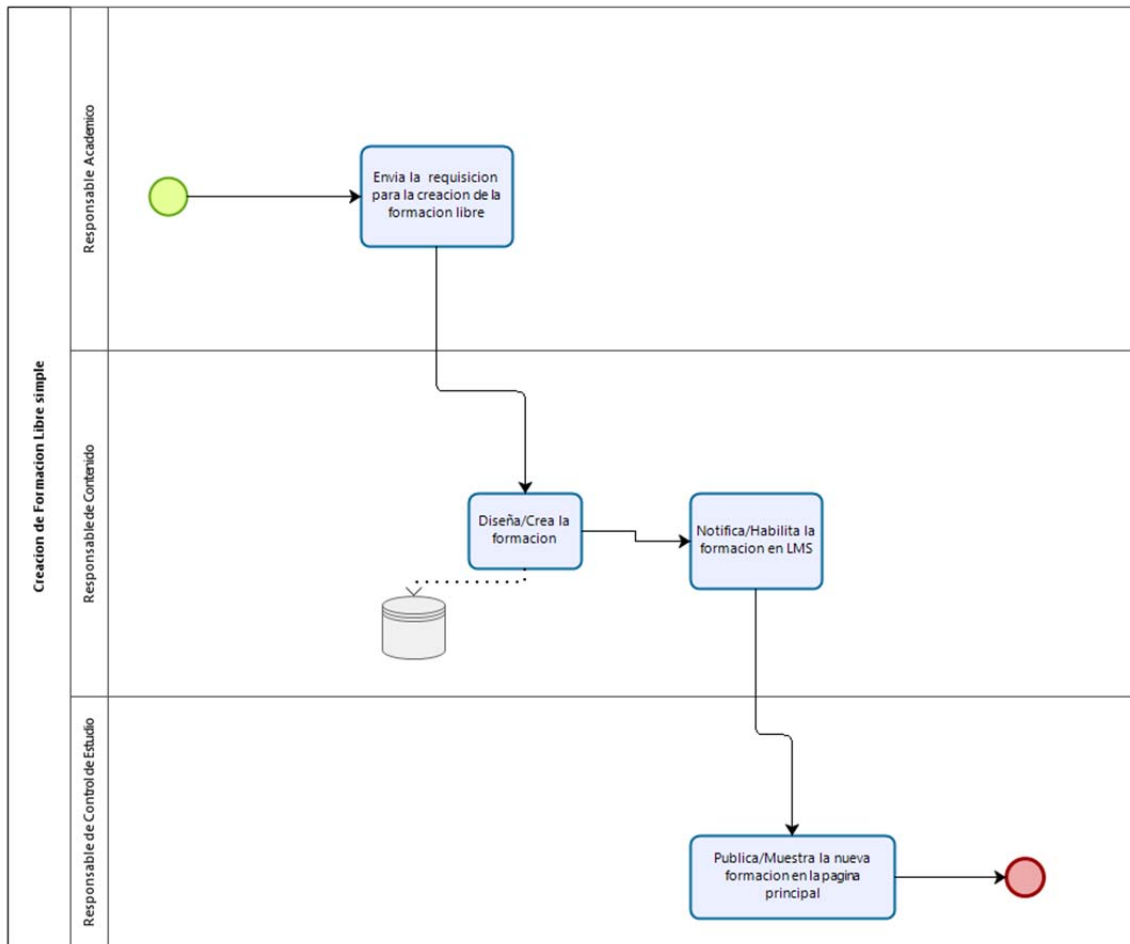 Creacion de Formacion Libre simple
Responsable Academico
Envia la requisicion
para la creacion de la
formacion libre
Responsable de Contenido
Diseña/Crea la
formacion
Notifica/Habilita la
formacion en LMS
Responsable de Control de Estudio
Publica/Muestra la nueva
formacion en la pagina
principal